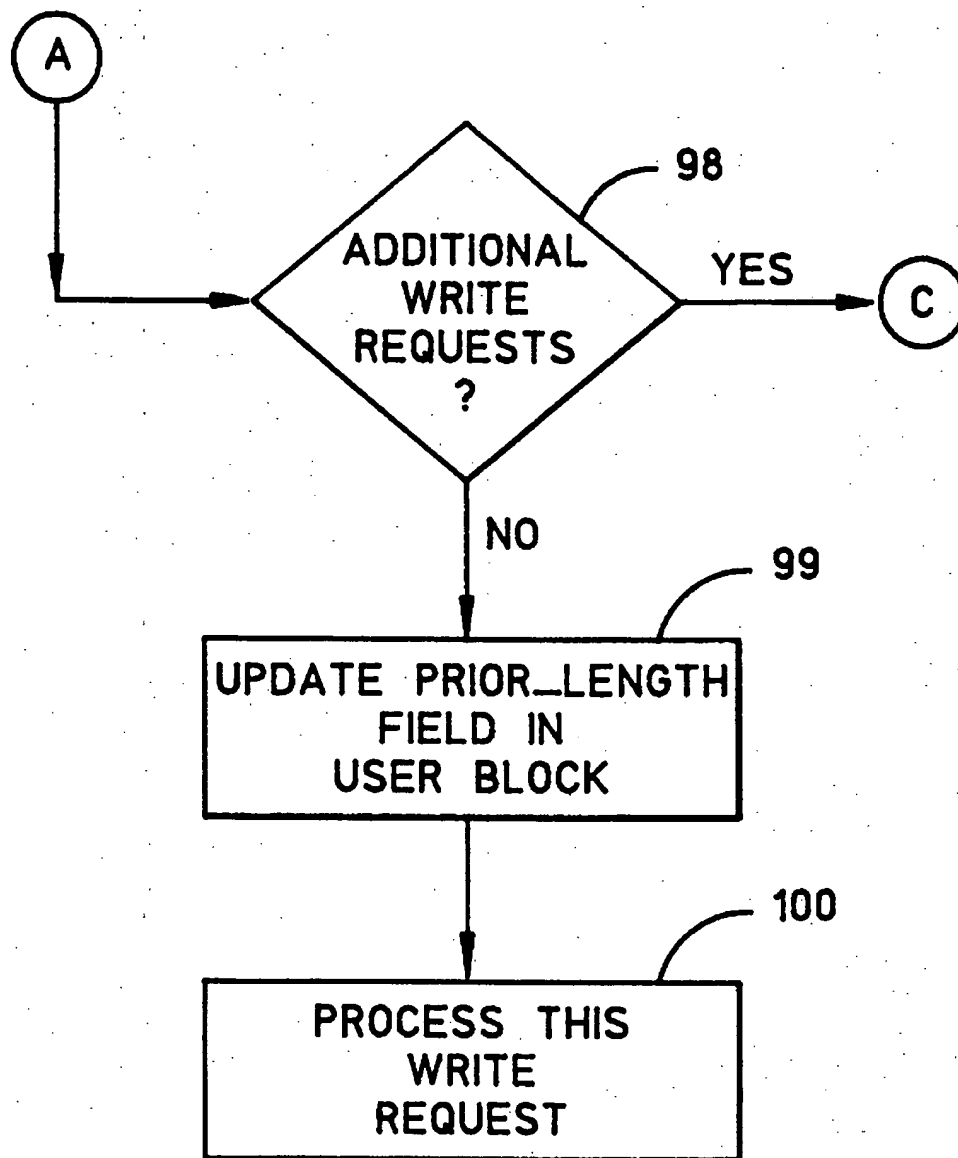 A
98
ADDITIONAL
WRITE
REQUESTS
?
YES
C
NO
99
UPDATE PRIOR_LENGTH
FIELD IN
USER BLOCK
100
PROCESS THIS
WRITE
REQUEST